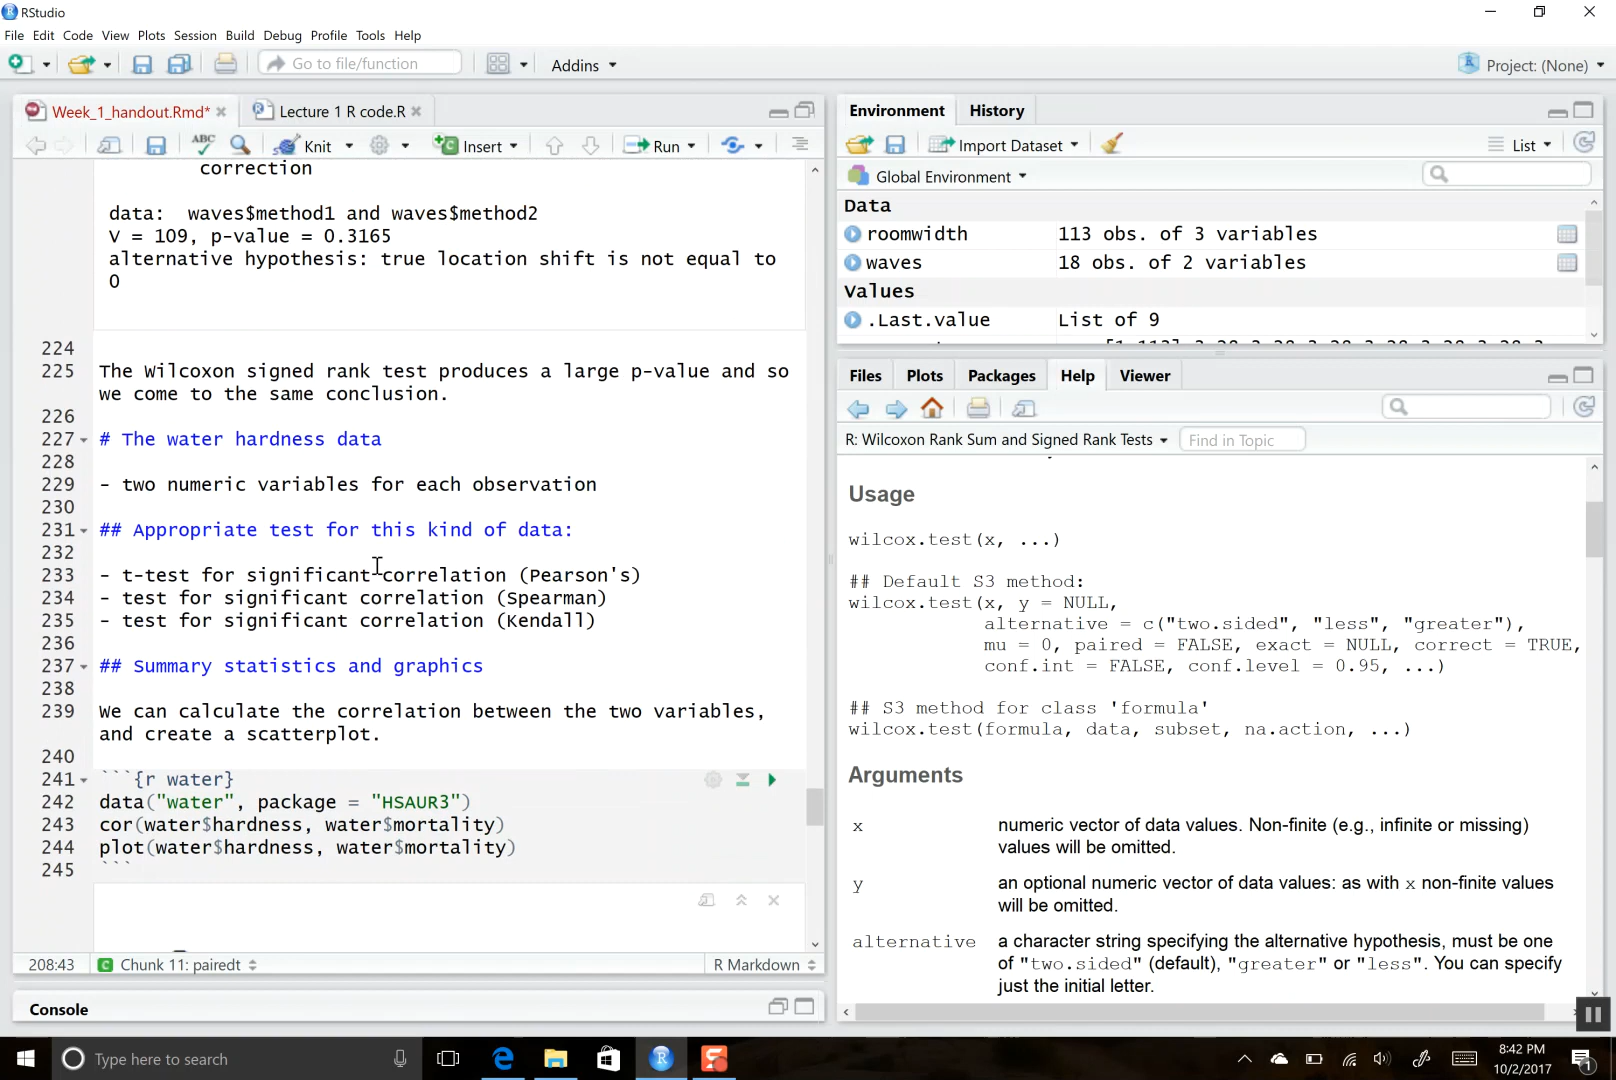 RStudio
File Edit Code View Plots Session Build Debug Profile Tools Help
Go to file/function
Addins
Project: (None)
Week_1_handout.Rmd*
Lecture 1 R code.R
ABC
Knit
Insert
Run
correction
data:  waves$method1 and waves$method2
V = 109, p-value = 0.3165
alternative hypothesis: true location shift is not equal to
0
224
225 The Wilcoxon signed rank test produces a large p-value and so
we come to the same conclusion.
226
227 # The water hardness data
228
229 - two numeric variables for each observation
230
231 ## Appropriate test for this kind of data:
232
233 - t-test for significant correlation (Pearson's)
234 - test for significant correlation (Spearman)
235 - test for significant correlation (Kendall)
236
237 ## Summary statistics and graphics
238
239 We can calculate the correlation between the two variables,
and create a scatterplot.
240
241 ```{r water}
242 data("water", package = "HSAUR3")
243 cor(water$hardness, water$mortality)
244 plot(water$hardness, water$mortality)
245 ```
208:43
C Chunk 11: pairedt
R Markdown
Console
Environment History
Import Dataset
List
Global Environment
Data
roomwidth 113 obs. of 3 variables
waves 18 obs. of 2 variables
Values
.Last.value List of 9
Files Plots Packages Help Viewer
R: Wilcoxon Rank Sum and Signed Rank Tests
Find in Topic
Usage
wilcox.test(x, ...)
## Default S3 method:
wilcox.test(x, y = NULL,
alternative = c("two.sided", "less", "greater"),
mu = 0, paired = FALSE, exact = NULL, correct = TRUE,
conf.int = FALSE, conf.level = 0.95, ...)
## S3 method for class 'formula'
wilcox.test(formula, data, subset, na.action, ...)
Arguments
x numeric vector of data values. Non-finite (e.g., infinite or missing)
values will be omitted.
y an optional numeric vector of data values: as with x non-finite values
will be omitted.
alternative a character string specifying the alternative hypothesis, must be one
of "two.sided" (default), "greater" or "less". You can specify
just the initial letter.
Type here to search
8:42 PM
10/2/2017
1